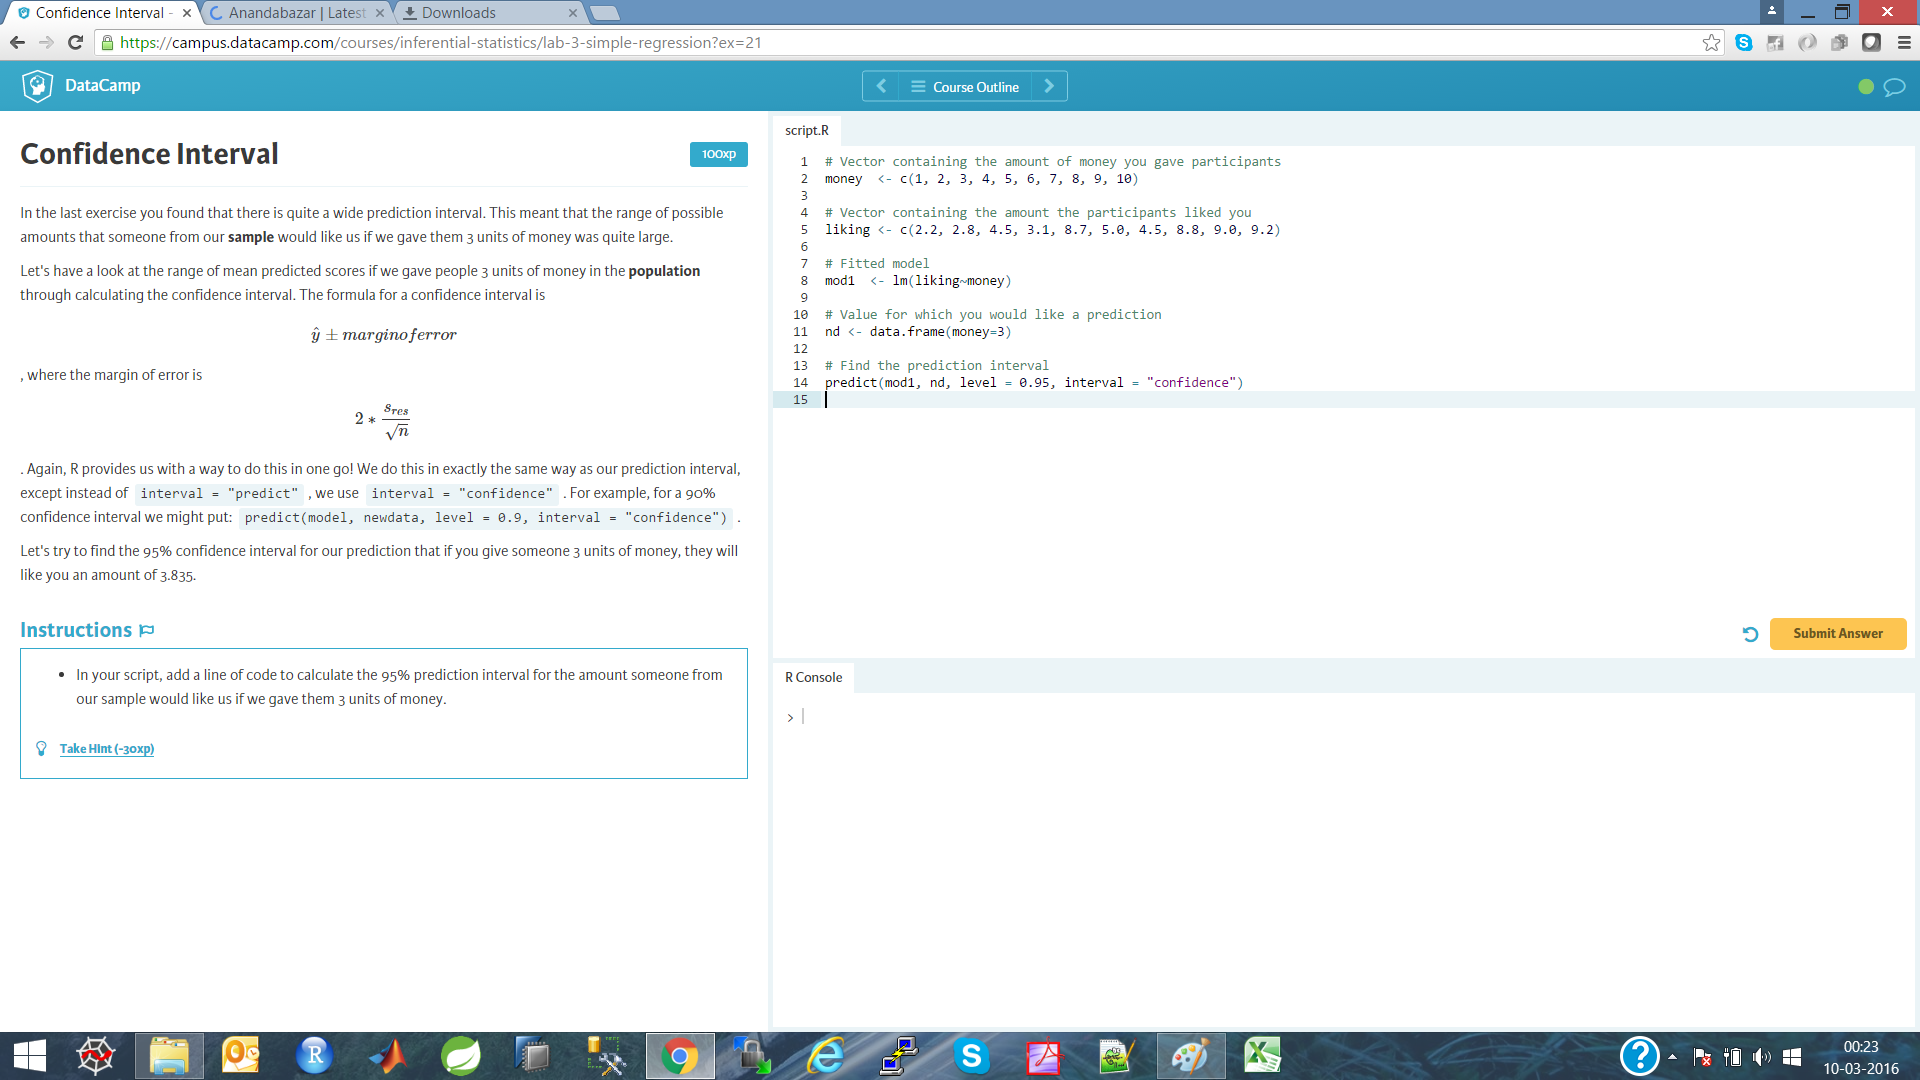 Confidence Interval -
Anandabazar | Latest
Downloads
https://campus.datacamp.com/courses/inferential-statistics/lab-3-simple-regression?ex=21
DataCamp
Course Outline
Confidence Interval
100xp
In the last exercise you found that there is quite a wide prediction interval. This meant that the range of possible
amounts that someone from our sample would like us if we gave them 3 units of money was quite large.
Let's have a look at the range of mean predicted scores if we gave people 3 units of money in the population
through calculating the confidence interval. The formula for a confidence interval is
ŷ ± marginoferror
, where the margin of error is
2 * s_res / √n
. Again, R provides us with a way to do this in one go! We do this in exactly the same way as our prediction interval,
except instead of interval = "predict" , we use interval = "confidence" . For example, for a 90%
confidence interval we might put: predict(model, newdata, level = 0.9, interval = "confidence") .
Let's try to find the 95% confidence interval for our prediction that if you give someone 3 units of money, they will
like you an amount of 3.835.
Instructions
In your script, add a line of code to calculate the 95% prediction interval for the amount someone from
our sample would like us if we gave them 3 units of money.
Take Hint (-30xp)
script.R
1 # Vector containing the amount of money you gave participants
2 money <- c(1, 2, 3, 4, 5, 6, 7, 8, 9, 10)
3
4 # Vector containing the amount the participants liked you
5 liking <- c(2.2, 2.8, 4.5, 3.1, 8.7, 5.0, 4.5, 8.8, 9.0, 9.2)
6
7 # Fitted model
8 mod1 <- lm(liking~money)
9
10 # Value for which you would like a prediction
11 nd <- data.frame(money=3)
12
13 # Find the prediction interval
14 predict(mod1, nd, level = 0.95, interval = "confidence")
15
Submit Answer
R Console
>
00:23
10-03-2016